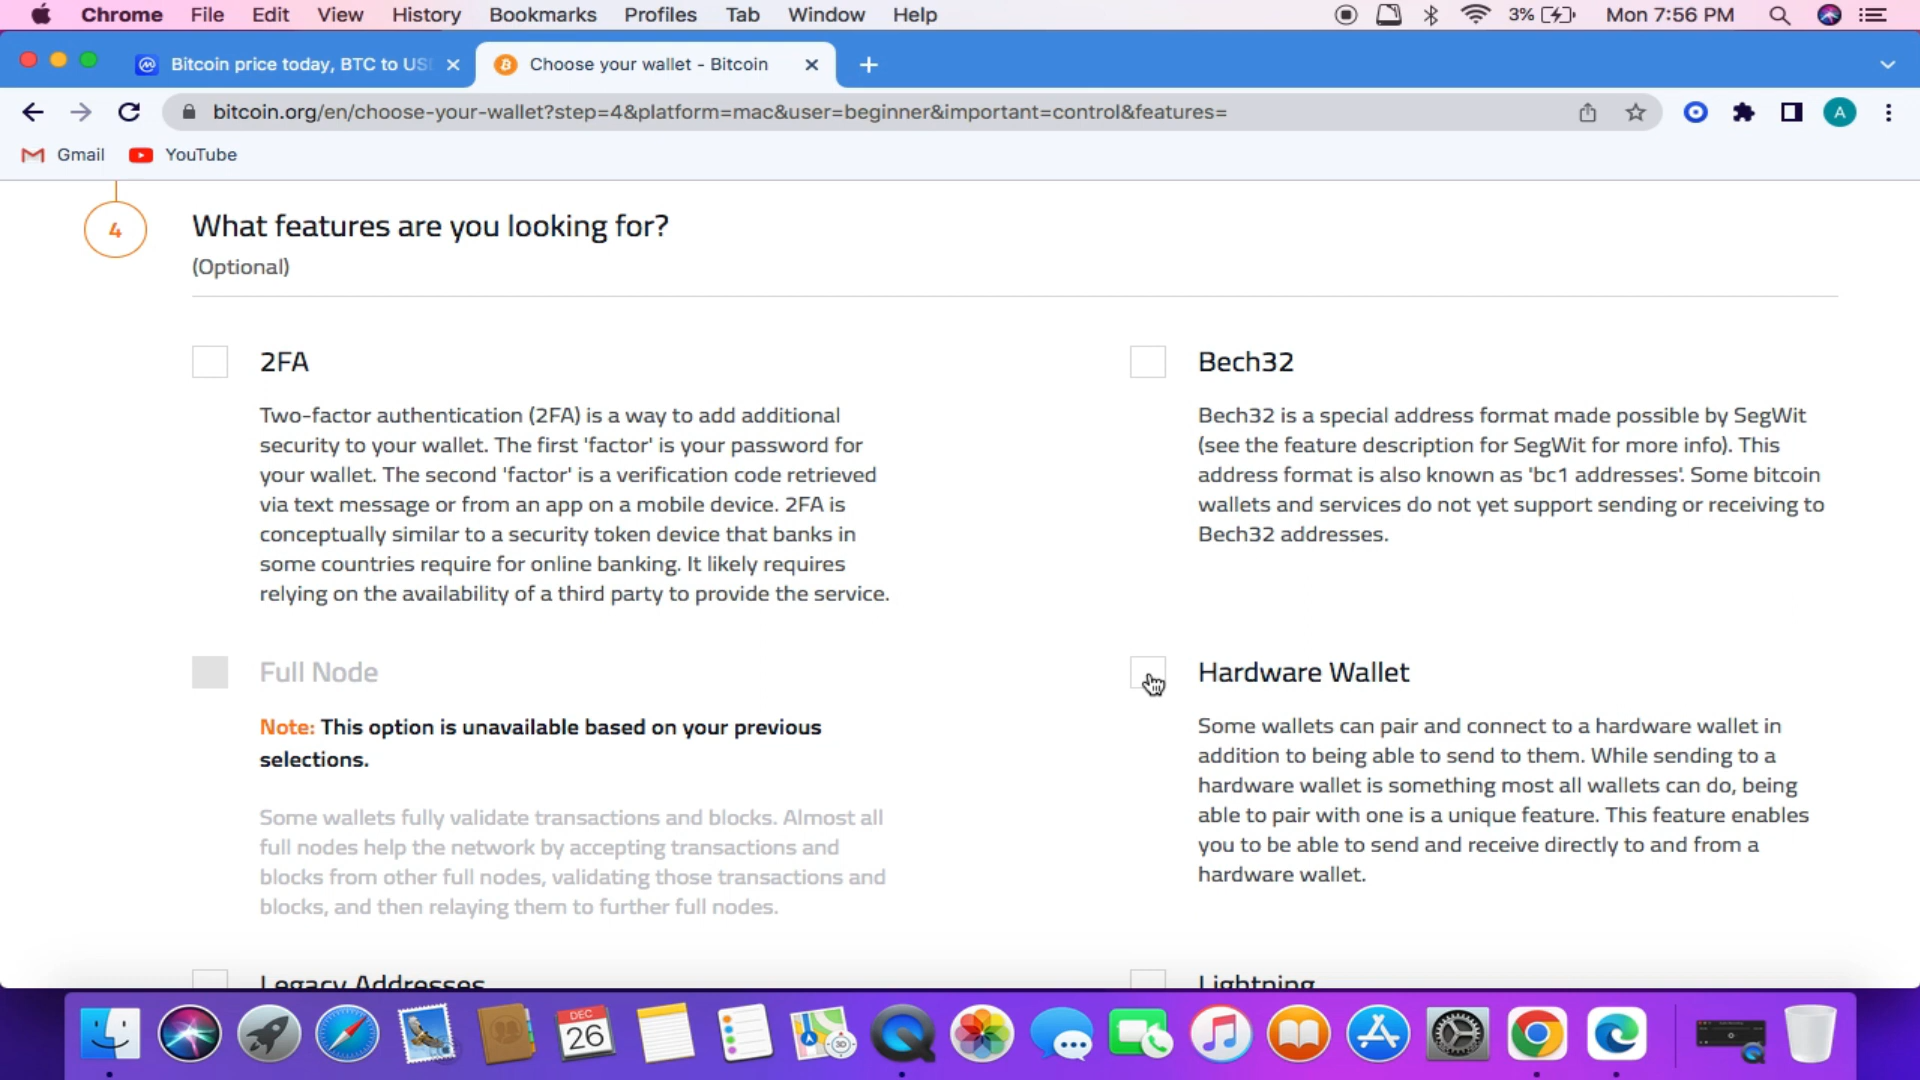 Chrome File Edit View History Bookmarks Profiles Tab Window Help 3% Mon 7:56 PM
Bitcoin price today, BTC to US Choose your wallet - Bitcoin
bitcoin.org/en/choose-your-wallet?step=4&platform=mac&user=beginner&important=control&features= A
Gmail YouTube
4 What features are you looking for?
(Optional)
2FA
Two-factor authentication (2FA) is a way to add additional
security to your wallet. The first 'factor' is your password for
your wallet. The second 'factor' is a verification code retrieved
via text message or from an app on a mobile device. 2FA is
conceptually similar to a security token device that banks in
some countries require for online banking. It likely requires
relying on the availability of a third party to provide the service.
Bech32
Bech32 is a special address format made possible by SegWit
(see the feature description for SegWit for more info). This
address format is also known as 'bc1 addresses'. Some bitcoin
wallets and services do not yet support sending or receiving to
Bech32 addresses.
Full Node
Note: This option is unavailable based on your previous
selections.
Some wallets fully validate transactions and blocks. Almost all
full nodes help the network by accepting transactions and
blocks from other full nodes, validating those transactions and
blocks, and then relaying them to further full nodes.
Hardware Wallet
Some wallets can pair and connect to a hardware wallet in
addition to being able to send to them. While sending to a
hardware wallet is something most all wallets can do, being
able to pair with one is a unique feature. This feature enables
you to be able to send and receive directly to and from a
hardware wallet.
Legacy Addresses
Lightning
DEC
26
3D